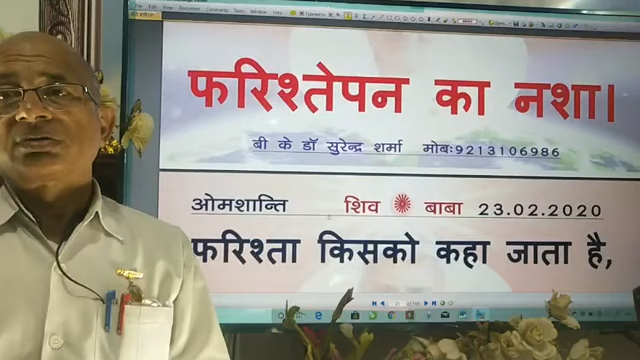 फरिश्तेपन का नशा।
बी के डॉ सुरेन्द्र शर्मा मोबः9213106986
ओमशान्ति शिव बाबा 23.02.2020
फरिश्ता किसको कहा जाता है,